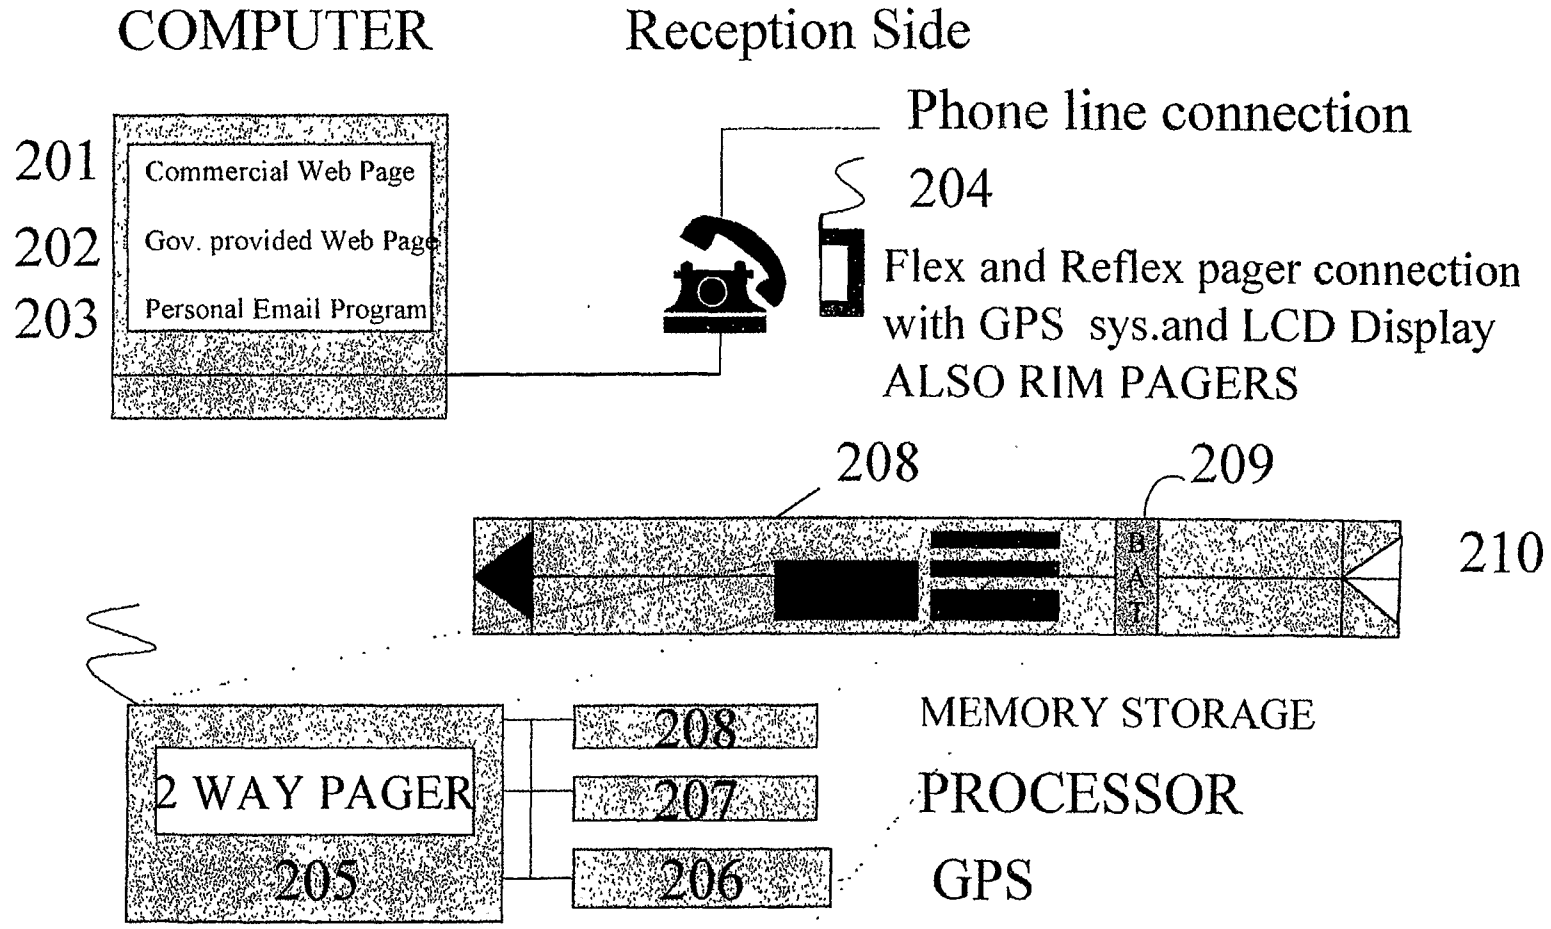 COMPUTER
Reception Side
Phone line connection
201
Commercial Web Page
204
202
Gov. provided Web Page
Flex and Reflex pager connection
with GPS sys.and LCD Display
ALSO RIM PAGERS
203
Personal Email Program
208
209
BAT
210
2 WAY PAGER
205
208
MEMORY STORAGE
207
PROCESSOR
206
GPS